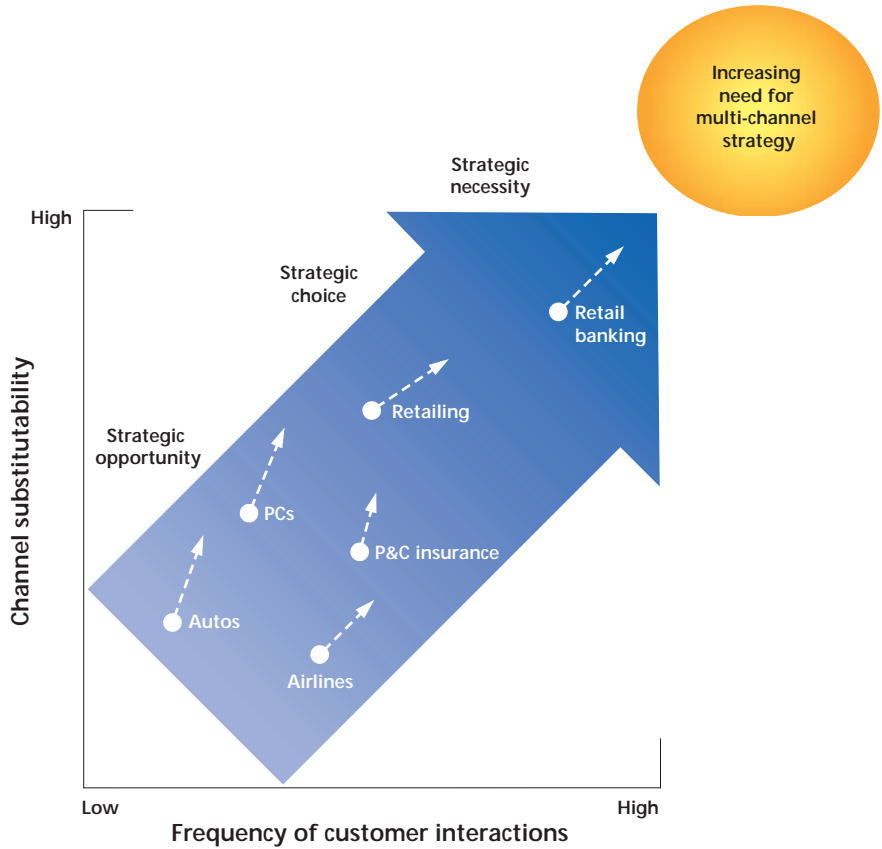 Increasing
need for
multi-channel
strategy
Strategic
necessity
High
Strategic
choice
Retail
banking
Retailing
Strategic
opportunity
PCs
P&C insurance
Autos
Airlines
Channel substitutability
Low
High
Frequency of customer interactions